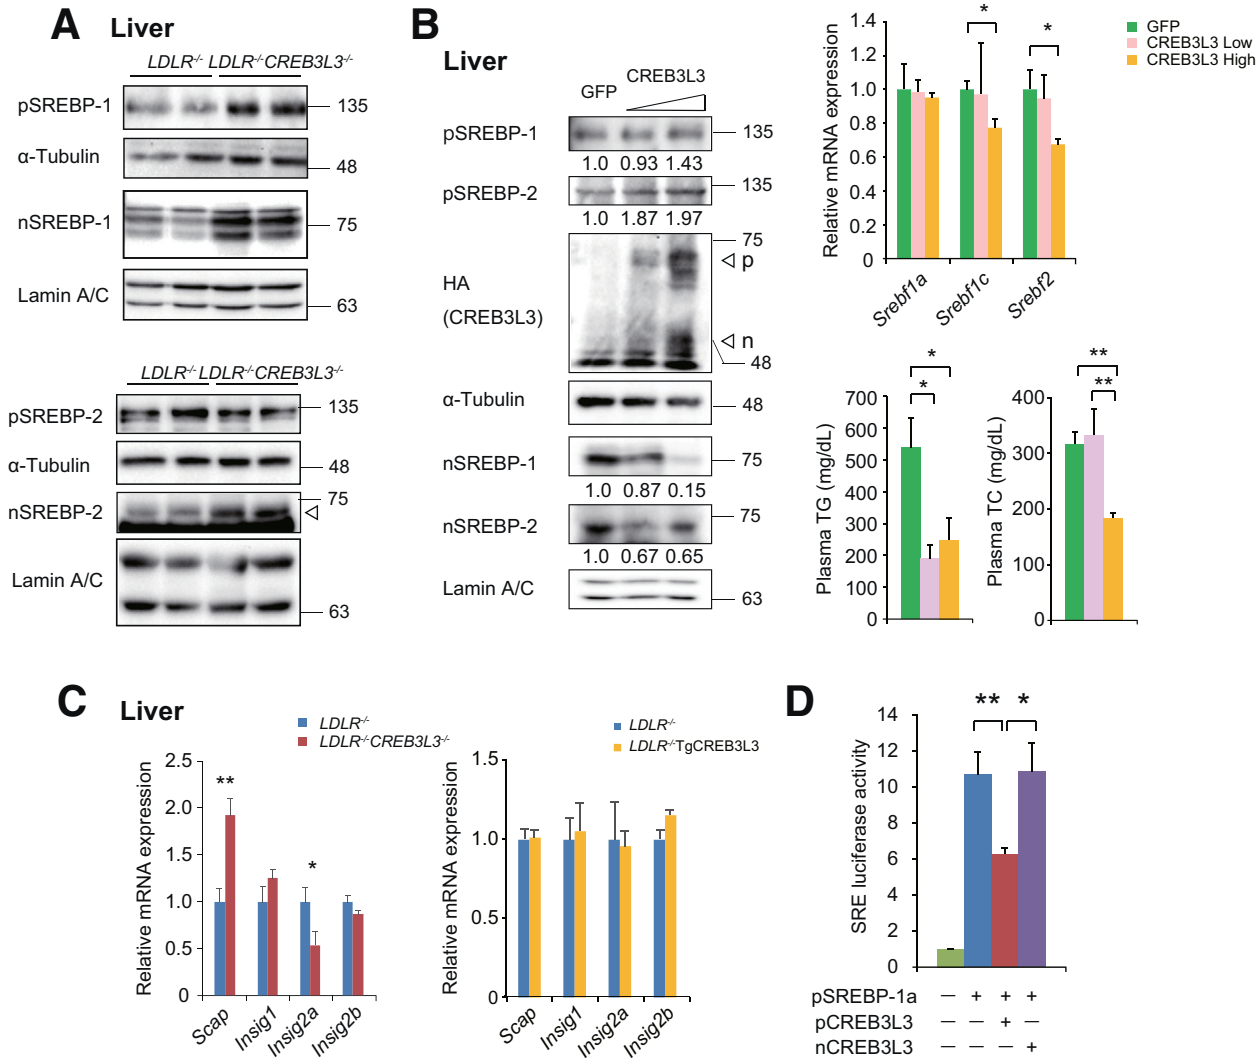 A
Liver
LDLR-/- LDLR-/-CREB3L3-/-
pSREBP-1
135
α-Tubulin
48
nSREBP-1
75
Lamin A/C
63
LDLR-/- LDLR-/-CREB3L3-/-
pSREBP-2
135
α-Tubulin
48
nSREBP-2
75
Lamin A/C
63
B
Liver
GFP
CREB3L3
pSREBP-1
135
1.0 0.93 1.43
pSREBP-2
135
1.0 1.87 1.97
HA
(CREB3L3)
75
p
n
48
α-Tubulin
48
nSREBP-1
75
1.0 0.87 0.15
nSREBP-2
75
1.0 0.67 0.65
Lamin A/C
63
GFP
CREB3L3 Low
CREB3L3 High
Relative mRNA expression
1.4
1.2
1.0
0.8
0.6
0.4
0.2
0
*
*
Srebf1a
Srebf1c
Srebf2
Plasma TG (mg/dL)
700
600
500
400
300
200
100
0
*
*
Plasma TC (mg/dL)
400
300
200
100
0
**
**
C
Liver
LDLR-/-
LDLR-/-CREB3L3-/-
Relative mRNA expression
2.5
2.0
1.5
1.0
0.5
0
**
*
Scap
Insig1
Insig2a
Insig2b
LDLR-/-
LDLR-/-TgCREB3L3
Relative mRNA expression
1.5
1.0
0.5
0
Scap
Insig1
Insig2a
Insig2b
D
SRE luciferase activity
14
12
10
8
6
4
2
0
** *
pSREBP-1a — + + +
pCREB3L3 — — + —
nCREB3L3 — — — +